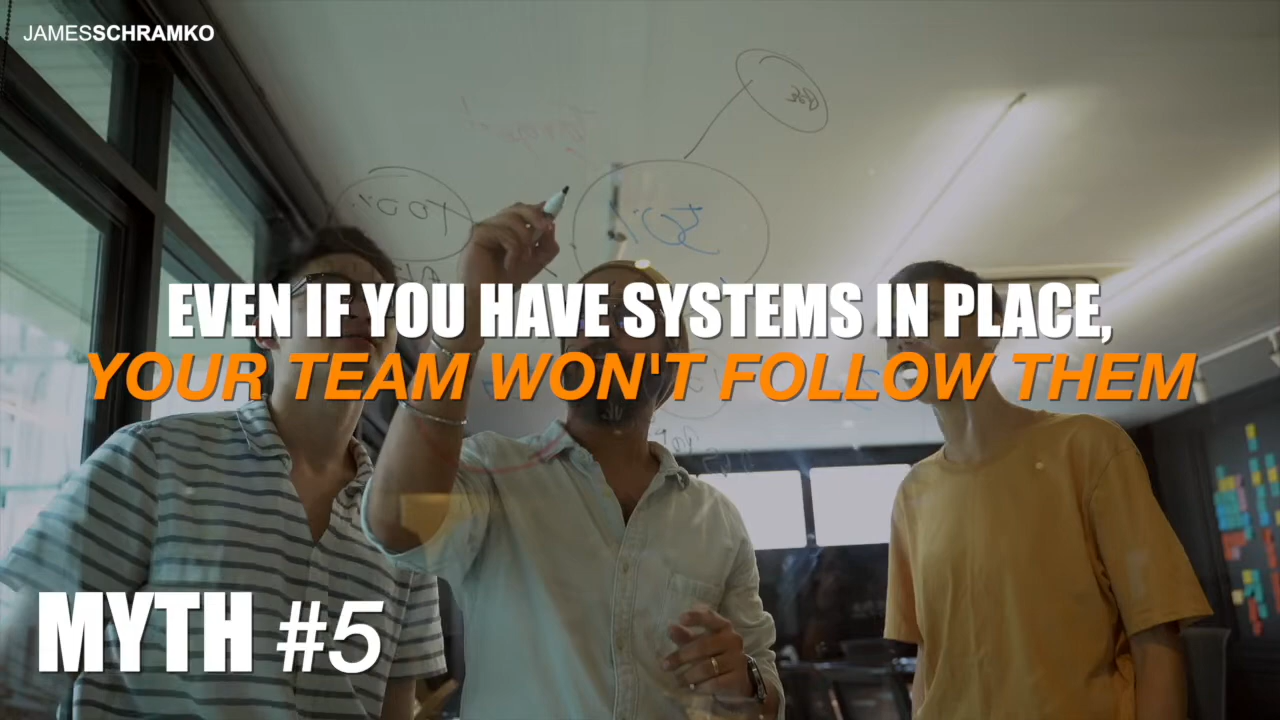 JAMESSCHRAMKO
EVEN IF YOU HAVE SYSTEMS IN PLACE,
YOUR TEAM WON'T FOLLOW THEM
MYTH #5